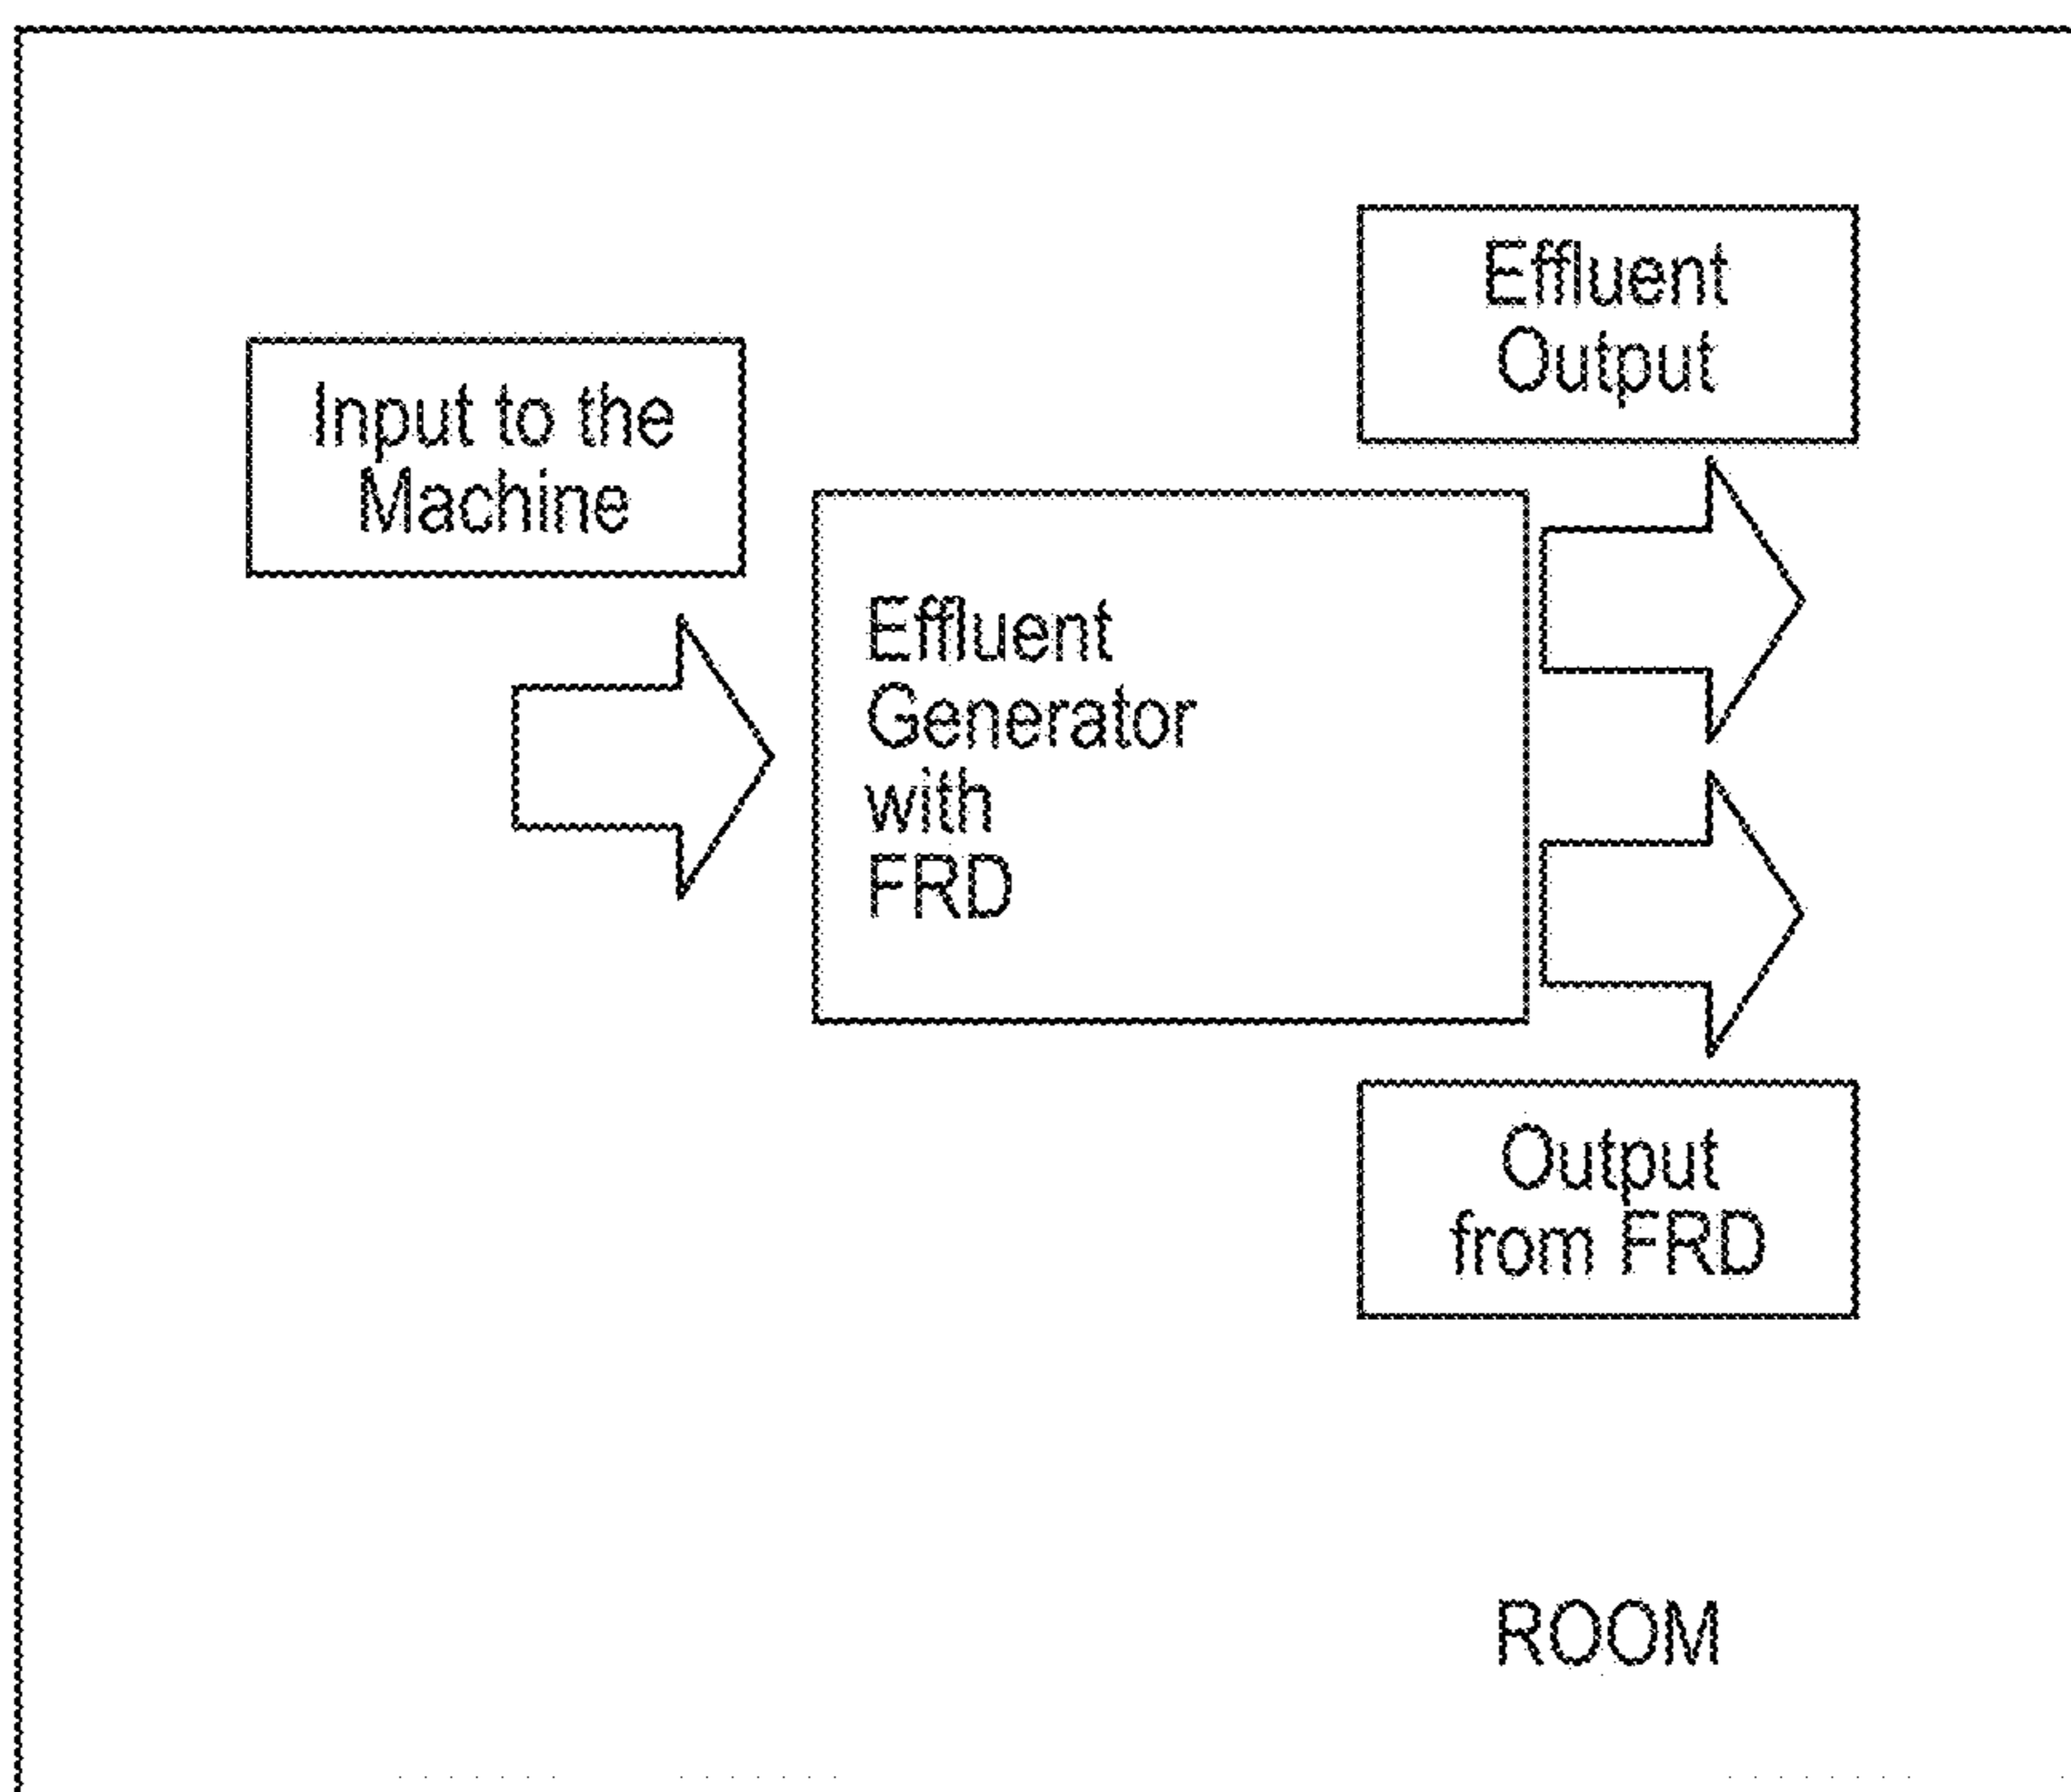 Effluent
Output
Input to the
Machine
Effluent
Generator
with
FRD
Output
from FRD
ROOM